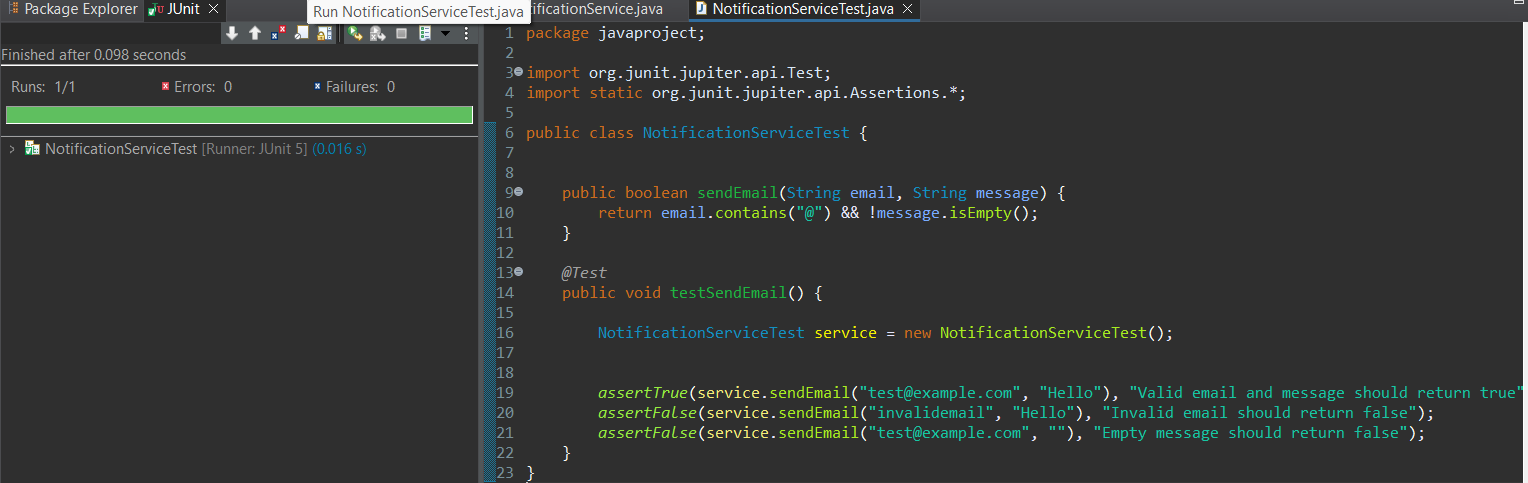 Package Explorer JUnit
Run NotificationServiceTest.java
tificationService.java NotificationServiceTest.java
Finished after 0.098 seconds
Runs: 1/1 Errors: 0 Failures: 0
NotificationServiceTest [Runner: JUnit 5] (0.016 s)
1 package javaproject;
2
3 import org.junit.jupiter.api.Test;
4 import static org.junit.jupiter.api.Assertions.*;
5
6 public class NotificationServiceTest {
7
8
9 public boolean sendEmail(String email, String message) {
10 return email.contains("@") && !message.isEmpty();
11 }
12
13 @Test
14 public void testSendEmail() {
15
16 NotificationServiceTest service = new NotificationServiceTest();
17
18
19 assertTrue(service.sendEmail("test@example.com", "Hello"), "Valid email and message should return true"
20 assertFalse(service.sendEmail("invalidemail", "Hello"), "Invalid email should return false");
21 assertFalse(service.sendEmail("test@example.com", ""), "Empty message should return false");
22 }
23 }